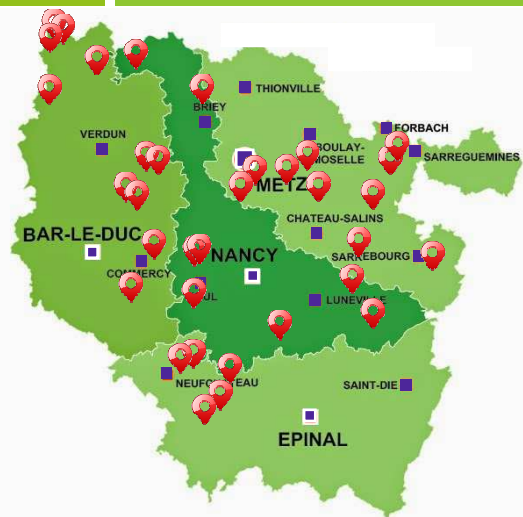 THIONVILLE
BRIEY
FORBACH
VERDUN
BOULAY-
MOSELLE
SARREGUEMINES
METZ
CHATEAU-SALINS
BAR-LE-DUC
NANCY
SARREBOURG
COMMERCY
LUNEVILLE
SAINT-DIE
EPINAL